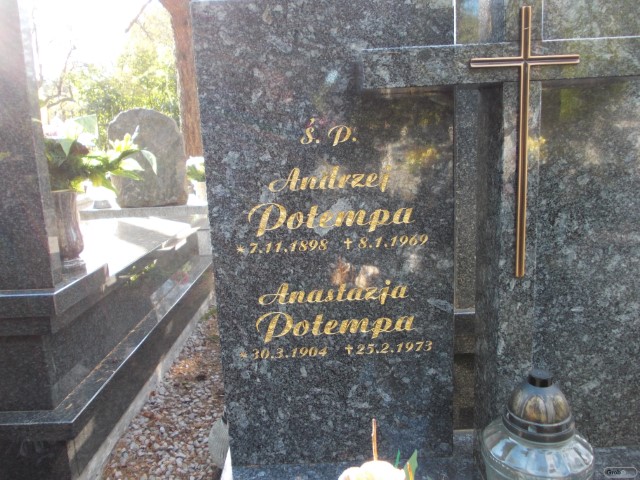 Ś. P.
Andrzej
Potempa
* 7.11.1898 + 8.1.1969
Anastazja
Potempa
* 30.3.1904 + 25.2.1973